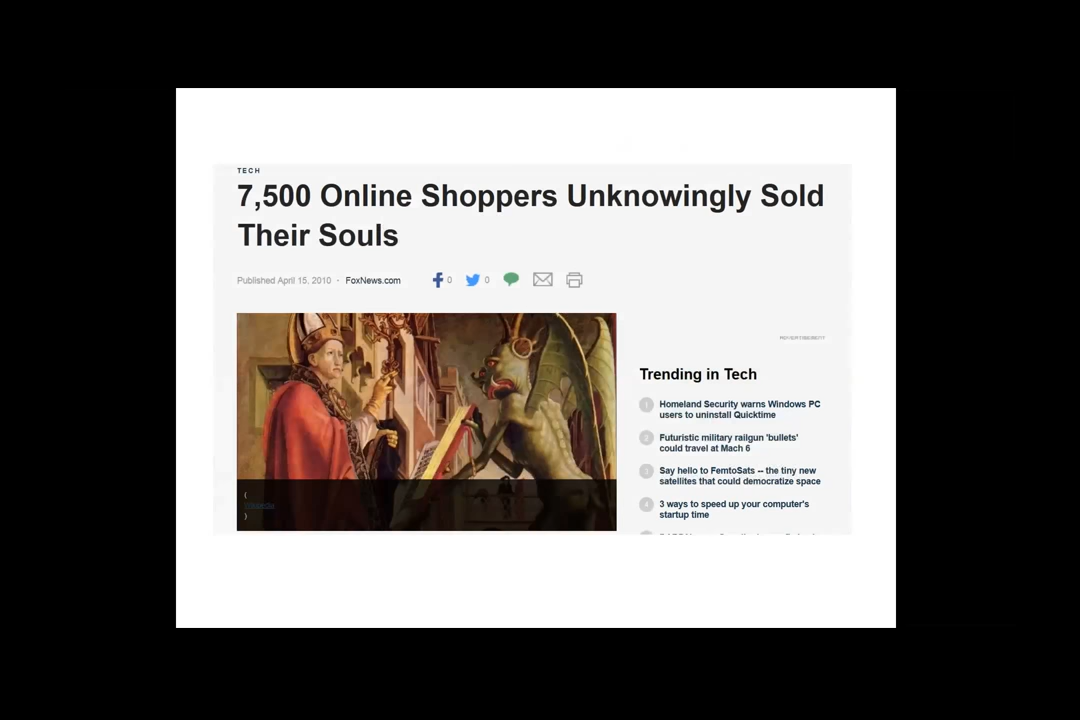 TECH
7,500 Online Shoppers Unknowingly Sold
Their Souls
Published April 15, 2010 - FoxNews.com
0
0
ADVERTISEMENT
Trending in Tech
1 Homeland Security warns Windows PC
users to uninstall Quicktime
2 Futuristic military railgun 'bullets'
could travel at Mach 6
3 Say hello to FemtoSats -- the tiny new
satellites that could democratize space
4 3 ways to speed up your computer's
startup time
(
Wikipedia
)